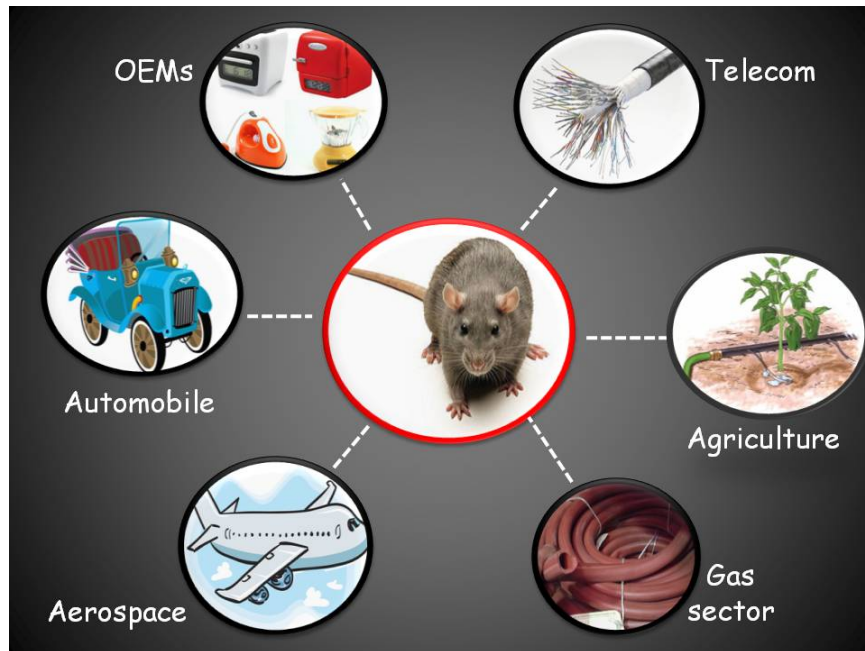 OEMs
Telecom
Automobile
Agriculture
Aerospace
Gas
sector